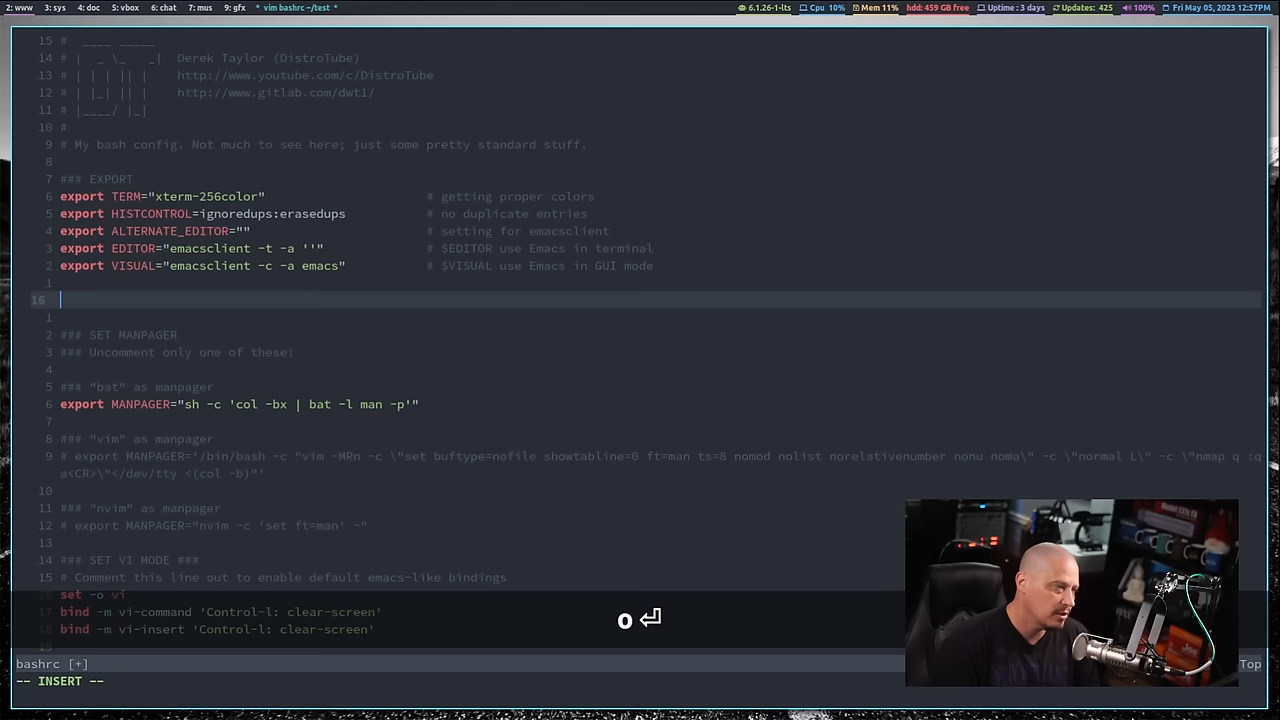 2: www 3: sys 4: doc 5: vbox 6: chat 7: mus 9: gfx * vim bashrc ~/test * 6.1.26-1-lts Cpu 10% Mem 11% hdd: 459 GB free Uptime : 3 days Updates: 425 100% Fri May 05, 2023 12:57PM
15 #  ____ _____
14 # |  _ \_   _|  Derek Taylor (DistroTube)
13 # | | | || |    http://www.youtube.com/c/DistroTube
12 # | |_| || |    http://www.gitlab.com/dwt1/
11 # |____/ |_|
10 #
9 # My bash config. Not much to see here; just some pretty standard stuff.
8
7 ### EXPORT
6 export TERM="xterm-256color" # getting proper colors
5 export HISTCONTROL=ignoredups:erasedups # no duplicate entries
4 export ALTERNATE_EDITOR="" # setting for emacsclient
3 export EDITOR="emacsclient -t -a ''" # $EDITOR use Emacs in terminal
2 export VISUAL="emacsclient -c -a emacs" # $VISUAL use Emacs in GUI mode
1
16
1
2 ### SET MANPAGER
3 ### Uncomment only one of these!
4
5 ### "bat" as manpager
6 export MANPAGER="sh -c 'col -bx | bat -l man -p'"
7
8 ### "vim" as manpager
9 # export MANPAGER='/bin/bash -c "vim -MRn -c \"set buftype=nofile showtabline=0 ft=man ts=8 nomod nolist norelativenumber nonu noma\" -c \"normal L\" -c \"nmap q :q
a<CR>\"</dev/tty <(col -b)"'
10
11 ### "nvim" as manpager
12 # export MANPAGER="nvim -c 'set ft=man' -"
13
14 ### SET VI MODE ###
15 # Comment this line out to enable default emacs-like bindings
16 set -o vi
17 bind -m vi-command 'Control-l: clear-screen'
18 bind -m vi-insert 'Control-l: clear-screen'
19
o ⏎
bashrc [+] Top
-- INSERT --